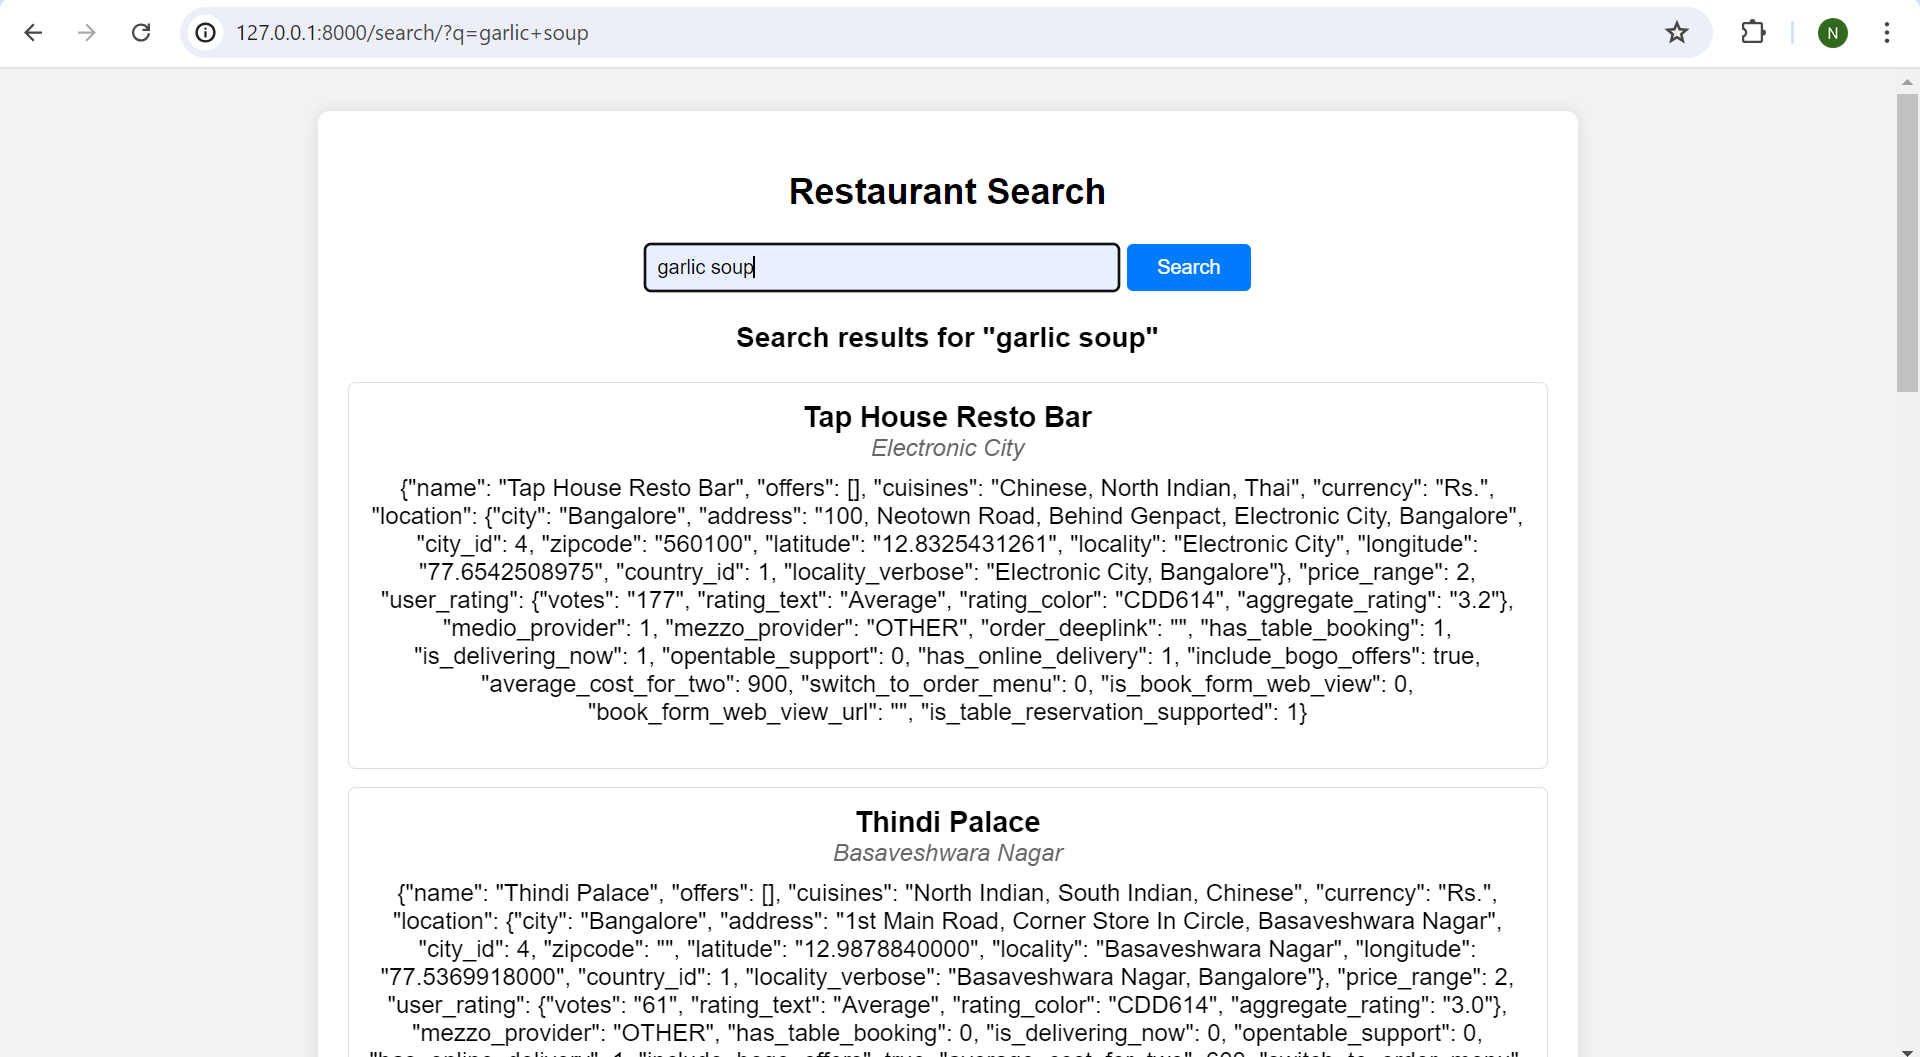 127.0.0.1:8000/search/?q=garlic+soup
N
Restaurant Search
garlic soup
Search
Search results for "garlic soup"
Tap House Resto Bar
Electronic City
{"name": "Tap House Resto Bar", "offers": [], "cuisines": "Chinese, North Indian, Thai", "currency": "Rs.",
"location": {"city": "Bangalore", "address": "100, Neotown Road, Behind Genpact, Electronic City, Bangalore",
"city_id": 4, "zipcode": "560100", "latitude": "12.8325431261", "locality": "Electronic City", "longitude":
"77.6542508975", "country_id": 1, "locality_verbose": "Electronic City, Bangalore"}, "price_range": 2,
"user_rating": {"votes": "177", "rating_text": "Average", "rating_color": "CDD614", "aggregate_rating": "3.2"},
"medio_provider": 1, "mezzo_provider": "OTHER", "order_deeplink": "", "has_table_booking": 1,
"is_delivering_now": 1, "opentable_support": 0, "has_online_delivery": 1, "include_bogo_offers": true,
"average_cost_for_two": 900, "switch_to_order_menu": 0, "is_book_form_web_view": 0,
"book_form_web_view_url": "", "is_table_reservation_supported": 1}
Thindi Palace
Basaveshwara Nagar
{"name": "Thindi Palace", "offers": [], "cuisines": "North Indian, South Indian, Chinese", "currency": "Rs.",
"location": {"city": "Bangalore", "address": "1st Main Road, Corner Store In Circle, Basaveshwara Nagar",
"city_id": 4, "zipcode": "", "latitude": "12.9878840000", "locality": "Basaveshwara Nagar", "longitude":
"77.5369918000", "country_id": 1, "locality_verbose": "Basaveshwara Nagar, Bangalore"}, "price_range": 2,
"user_rating": {"votes": "61", "rating_text": "Average", "rating_color": "CDD614", "aggregate_rating": "3.0"},
"mezzo_provider": "OTHER", "has_table_booking": 0, "is_delivering_now": 0, "opentable_support": 0,